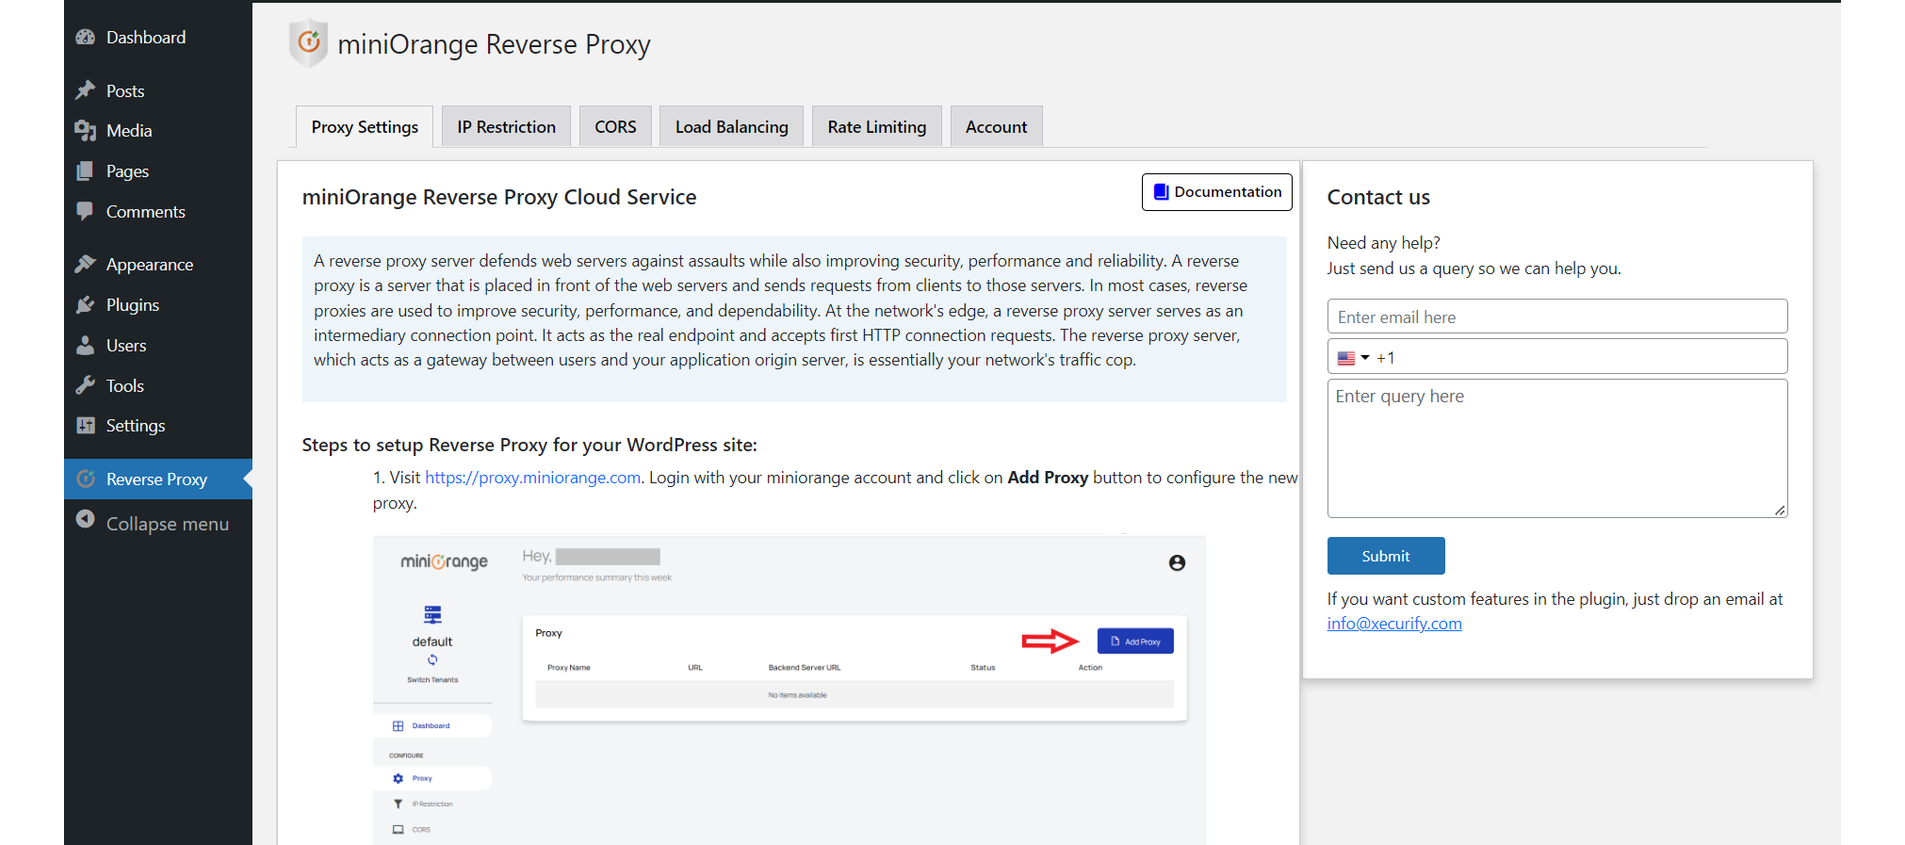 Dashboard
Posts
Media
Pages
Comments
Appearance
Plugins
Users
Tools
Settings
Reverse Proxy
Collapse menu
miniOrange Reverse Proxy
Proxy Settings
IP Restriction
CORS
Load Balancing
Rate Limiting
Account
miniOrange Reverse Proxy Cloud Service
Documentation
A reverse proxy server defends web servers against assaults while also improving security, performance and reliability. A reverse
proxy is a server that is placed in front of the web servers and sends requests from clients to those servers. In most cases, reverse
proxies are used to improve security, performance, and dependability. At the network's edge, a reverse proxy server serves as an
intermediary connection point. It acts as the real endpoint and accepts first HTTP connection requests. The reverse proxy server,
which acts as a gateway between users and your application origin server, is essentially your network's traffic cop.
Steps to setup Reverse Proxy for your WordPress site:
1. Visit https://proxy.miniorange.com. Login with your miniorange account and click on Add Proxy button to configure the new
proxy.
miniOrange
Hey,
Your performance summary this week
default
Switch Tenants
Dashboard
CONFIGURE
Proxy
IP Restriction
CORS
Proxy
Add Proxy
Proxy Name
URL
Backend Server URL
Status
Action
No items available
Contact us
Need any help?
Just send us a query so we can help you.
Enter email here
+1
Enter query here
Submit
If you want custom features in the plugin, just drop an email at
info@xecurify.com